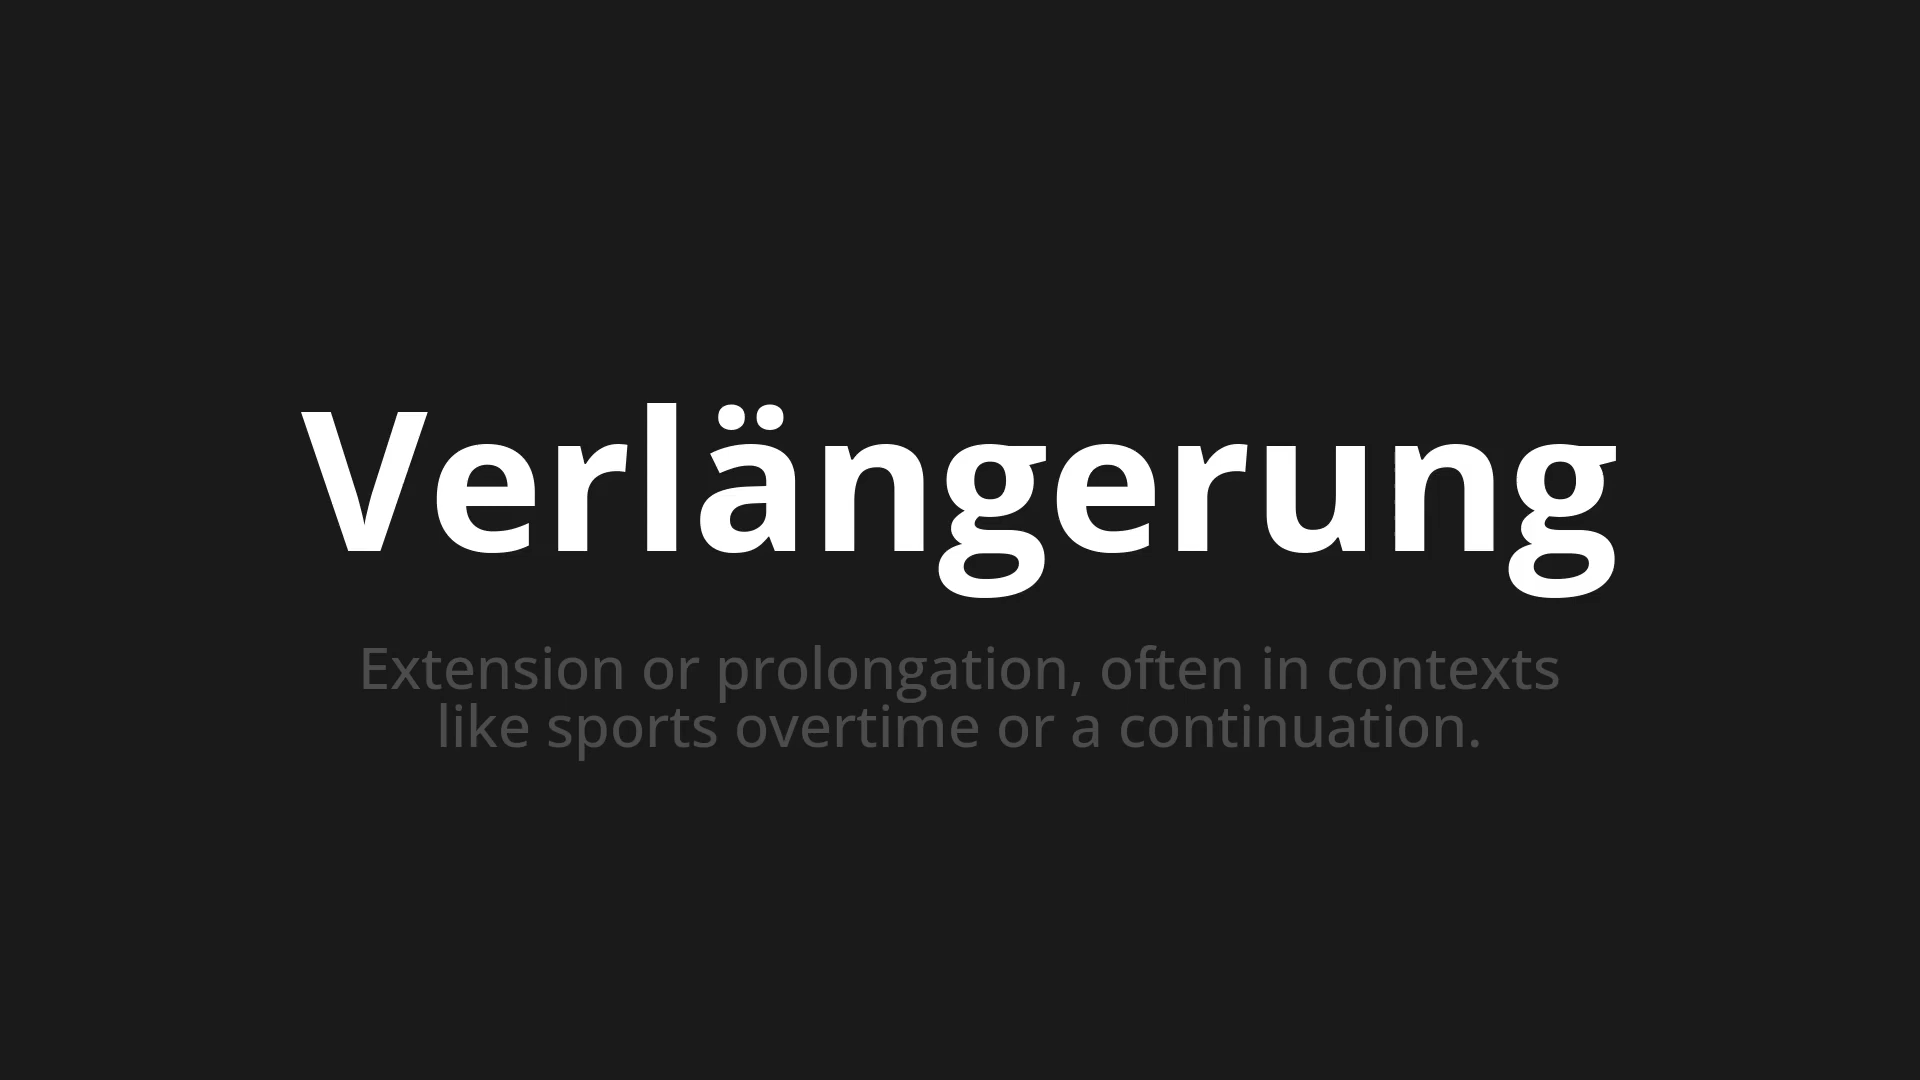 Verlängerung
Extension or prolongation, often in contexts
like sports overtime or a continuation.